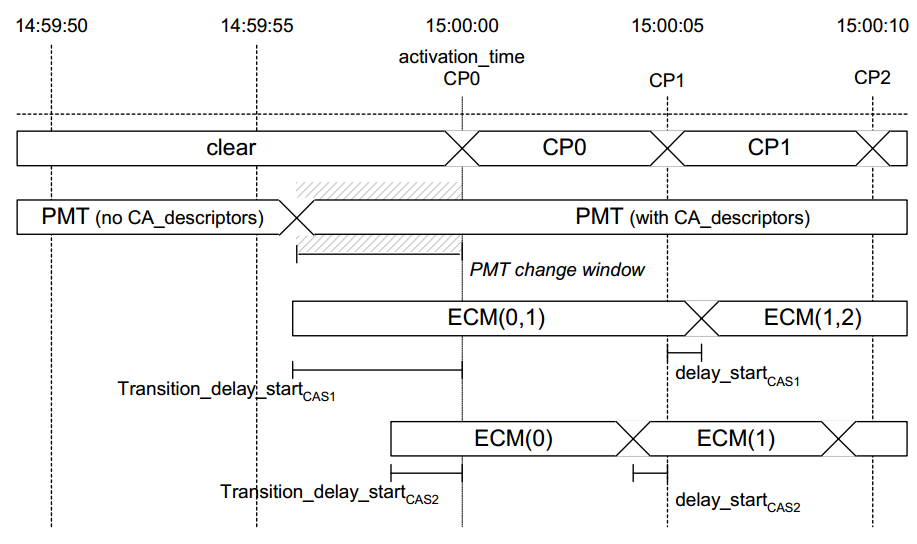 14:59:50 14:59:55 15:00:00 15:00:05 15:00:10
activation_time
CP0 CP1 CP2
clear CP0 CP1
PMT (no CA_descriptors) PMT (with CA_descriptors)
PMT change window
ECM(0,1) ECM(1,2)
Transition_delay_startCAS1 delay_startCAS1
ECM(0) ECM(1)
Transition_delay_startCAS2 delay_startCAS2